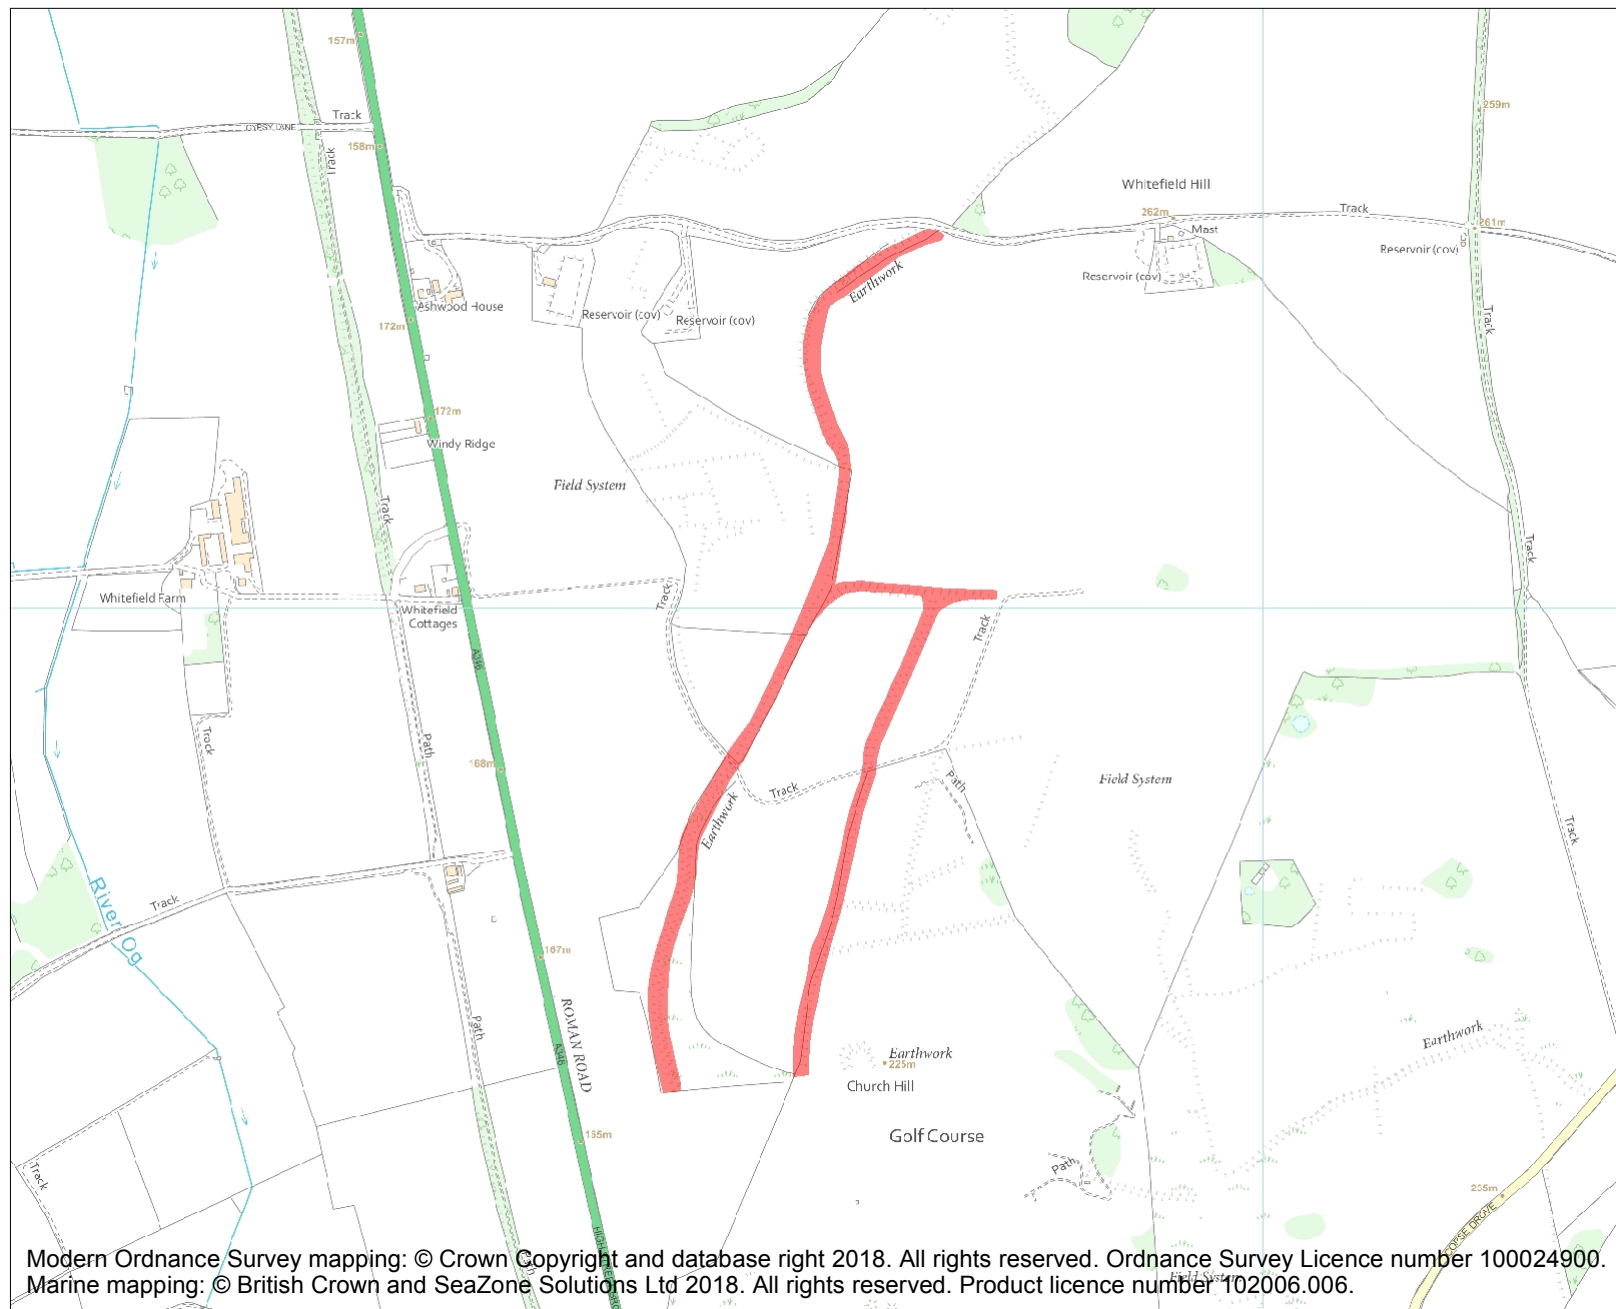 157m
259m
Track
GYPSY LANE
158m
Track
Whitefield Hill
262m
Track
261m
Mast
Reservoir (cov)
Reservoir (cov)
Earthwork
Ashwood House
172m
Reservoir (cov)
Reservoir (cov)
Track
172m
Windy Ridge
Field System
Track
Track
Whitefield Farm
Track
Whitefield
Cottages
Track
A346
Track
Path
168m
Track
Path
Field System
Earthwork
Track
River Og
Track
167m
ROMAN ROAD
Path
A346
Earthwork
225m
Church Hill
Earthwork
Golf Course
165m
Track
Path
235m
COPSE DROVE
Path
Field System
Modern Ordnance Survey mapping: © Crown Copyright and database right 2018. All rights reserved. Ordnance Survey Licence number 100024900.
Marine mapping: © British Crown and SeaZone Solutions Ltd 2018. All rights reserved. Product licence number 102006.006.